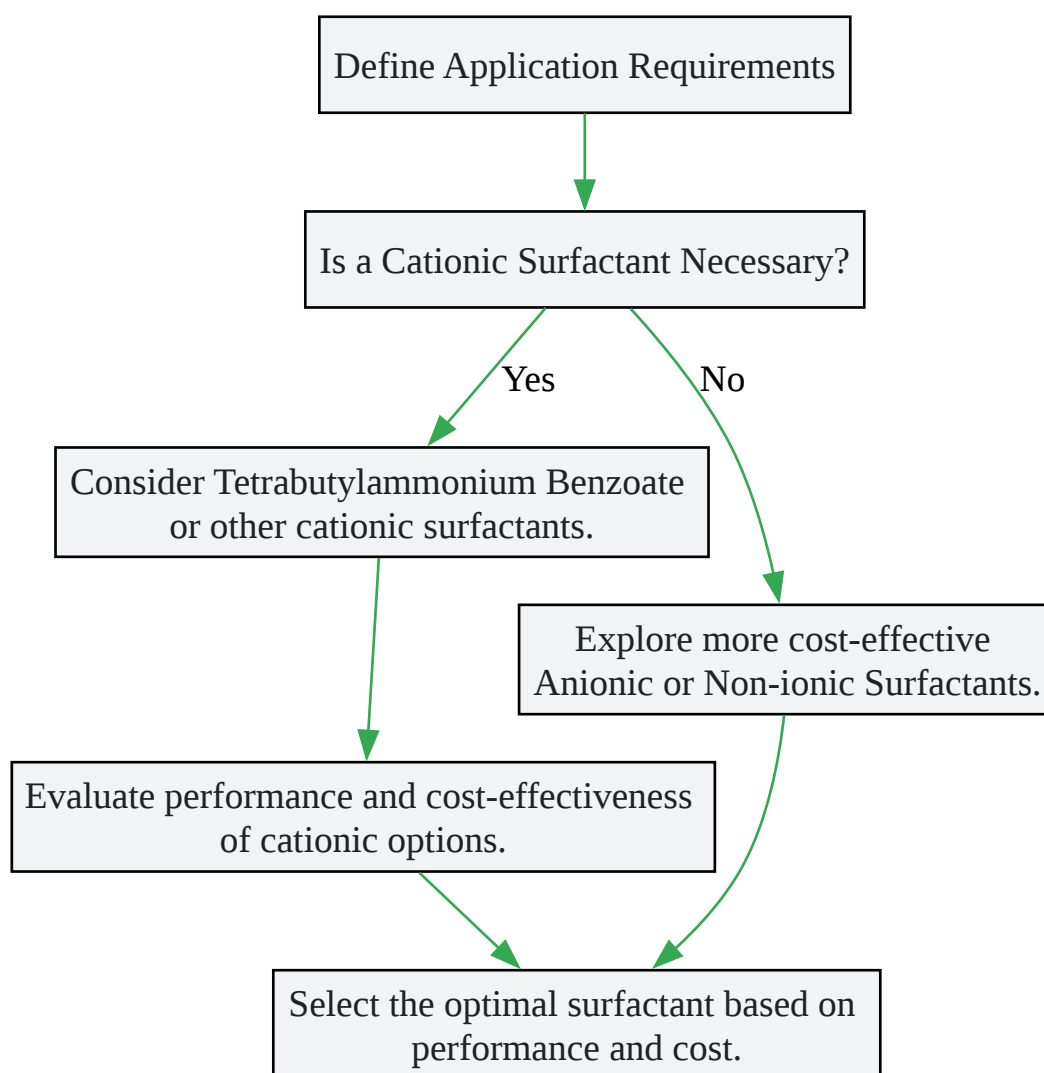 Define Application Requirements
Is a Cationic Surfactant Necessary?
Yes
No
Consider Tetrabutylammonium Benzoate
or other cationic surfactants.
Explore more cost-effective
Anionic or Non-ionic Surfactants.
Evaluate performance and cost-effectiveness
of cationic options.
Select the optimal surfactant based on
performance and cost.